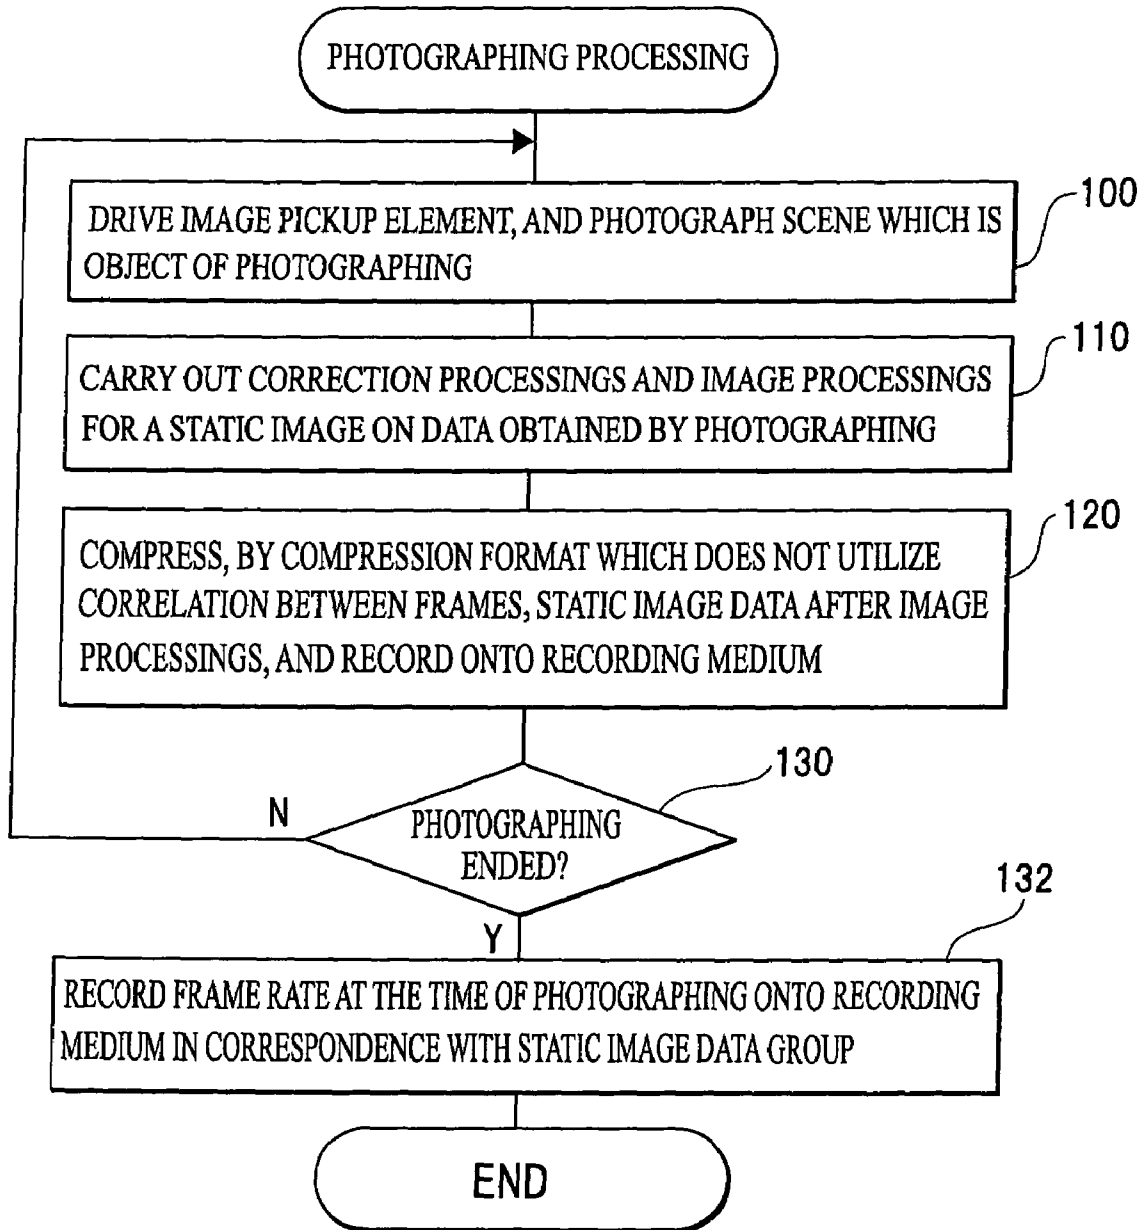 PHOTOGRAPHING PROCESSING
DRIVE IMAGE PICKUP ELEMENT, AND PHOTOGRAPH SCENE WHICH IS
OBJECT OF PHOTOGRAPHING
100
CARRY OUT CORRECTION PROCESSINGS AND IMAGE PROCESSINGS
FOR A STATIC IMAGE ON DATA OBTAINED BY PHOTOGRAPHING
110
COMPRESS, BY COMPRESSION FORMAT WHICH DOES NOT UTILIZE
CORRELATION BETWEEN FRAMES, STATIC IMAGE DATA AFTER IMAGE
PROCESSINGS, AND RECORD ONTO RECORDING MEDIUM
120
PHOTOGRAPHING
ENDED?
130
N
Y
RECORD FRAME RATE AT THE TIME OF PHOTOGRAPHING ONTO RECORDING
MEDIUM IN CORRESPONDENCE WITH STATIC IMAGE DATA GROUP
132
END